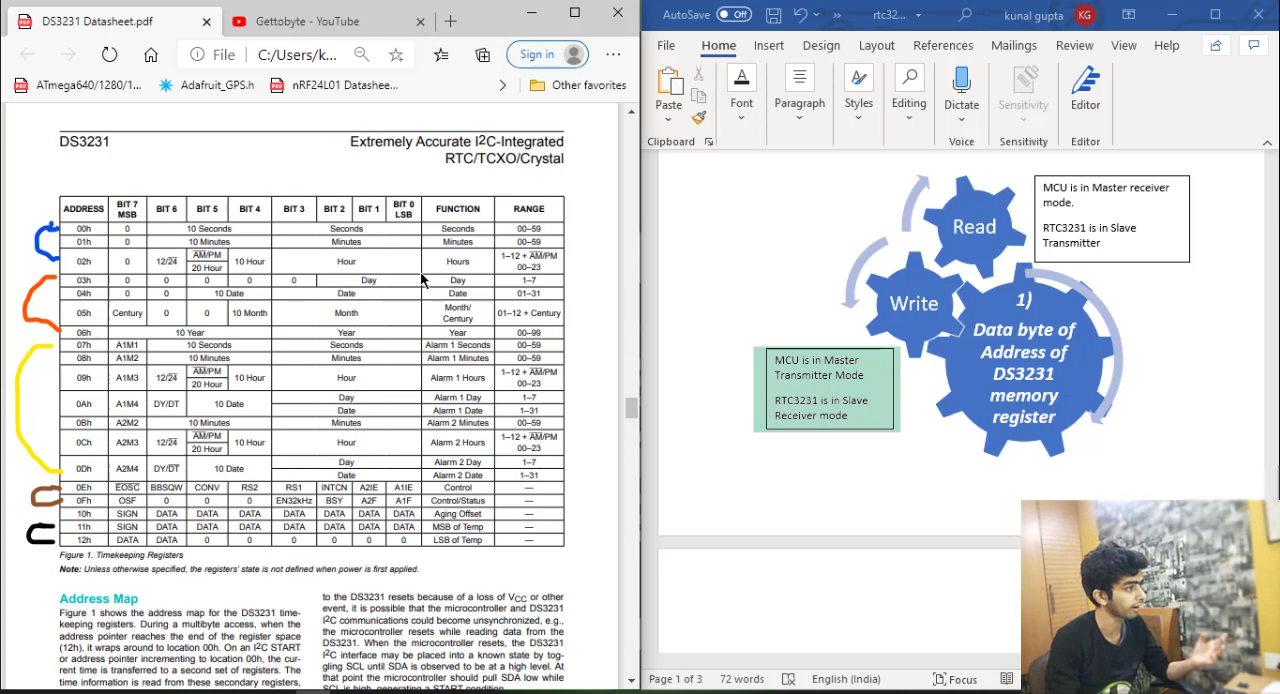 DS3231 Datasheet.pdf
Gettobyte - YouTube
File
C:/Users/k...
Sign in
ATmega640/1280/1...
Adafruit_GPS.h
nRF24L01 Datashee...
Other favorites
DS3231
Extremely Accurate I2C-Integrated
RTC/TCXO/Crystal
ADDRESS BIT 7 MSB BIT 6 BIT 5 BIT 4 BIT 3 BIT 2 BIT 1 BIT 0 LSB FUNCTION RANGE
00h 0 10 Seconds Seconds Seconds 00–59
01h 0 10 Minutes Minutes Minutes 00–59
02h 0 12/24 AM/PM 20 Hour 10 Hour Hour Hours 1–12 + AM/PM 00–23
03h 0 0 0 0 0 Day Day 1–7
04h 0 0 10 Date Date Date 01–31
05h Century 0 0 10 Month Month Month/ Century 01–12 + Century
06h 10 Year Year Year 00–99
07h A1M1 10 Seconds Seconds Alarm 1 Seconds 00–59
08h A1M2 10 Minutes Minutes Alarm 1 Minutes 00–59
09h A1M3 12/24 AM/PM 20 Hour 10 Hour Hour Alarm 1 Hours 1–12 + AM/PM 00–23
0Ah A1M4 DY/DT 10 Date Day Alarm 1 Day 1–7
Date Alarm 1 Date 1–31
0Bh A2M2 10 Minutes Minutes Alarm 2 Minutes 00–59
0Ch A2M3 12/24 AM/PM 20 Hour 10 Hour Hour Alarm 2 Hours 1–12 + AM/PM 00–23
0Dh A2M4 DY/DT 10 Date Day Alarm 2 Day 1–7
Date Alarm 2 Date 1–31
0Eh EOSC BBSQW CONV RS2 RS1 INTCN A2IE A1IE Control —
0Fh OSF 0 0 0 EN32kHz BSY A2F A1F Control/Status —
10h SIGN DATA DATA DATA DATA DATA DATA DATA Aging Offset —
11h SIGN DATA DATA DATA DATA DATA DATA DATA MSB of Temp —
12h DATA DATA 0 0 0 0 0 0 LSB of Temp —
Figure 1. Timekeeping Registers
Note: Unless otherwise specified, the registers' state is not defined when power is first applied.
Address Map
Figure 1 shows the address map for the DS3231 time-
keeping registers. During a multibyte access, when the
address pointer reaches the end of the register space
(12h), it wraps around to location 00h. On an I2C START
or address pointer incrementing to location 00h, the cur-
rent time is transferred to a second set of registers. The
time information is read from these secondary registers,
to the DS3231 resets because of a loss of VCC or other
event, it is possible that the microcontroller and DS3231
I2C communications could become unsynchronized, e.g.,
the microcontroller resets while reading data from the
DS3231. When the microcontroller resets, the DS3231
I2C interface may be placed into a known state by tog-
gling SCL until SDA is observed to be at a high level. At
that point the microcontroller should pull SDA low while
SCL is high, generating a START condition.
AutoSave Off
rtc32...
kunal gupta
KG
File Home Insert Design Layout References Mailings Review View Help
Paste
Font
Paragraph
Styles
Editing
Dictate
Sensitivity
Editor
Clipboard
Voice
Sensitivity
Editor
Read
MCU is in Master receiver
mode.
RTC3231 is in Slave
Transmitter
Write
1)
Data byte of
Address of
DS3231
memory
register
MCU is in Master
Transmitter Mode
RTC3231 is in Slave
Receiver mode
Page 1 of 3
72 words
English (India)
Focus